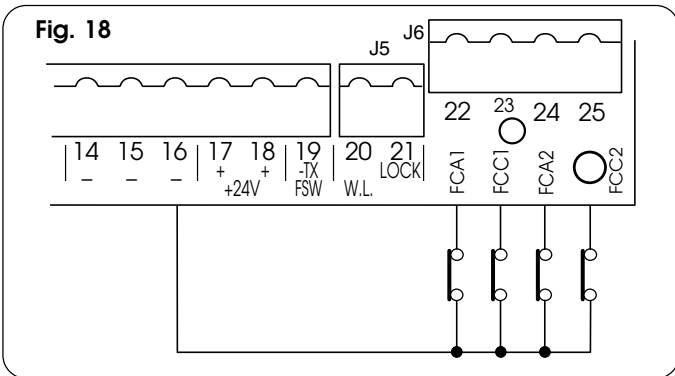 Fig. 18
J6
J5
22 23 24 25
14 15 16 17 18 19 20 21
– – – + + -TX LOCK
+24V FSW W.L.
FCA1 FCC1 FCA2 FCC2